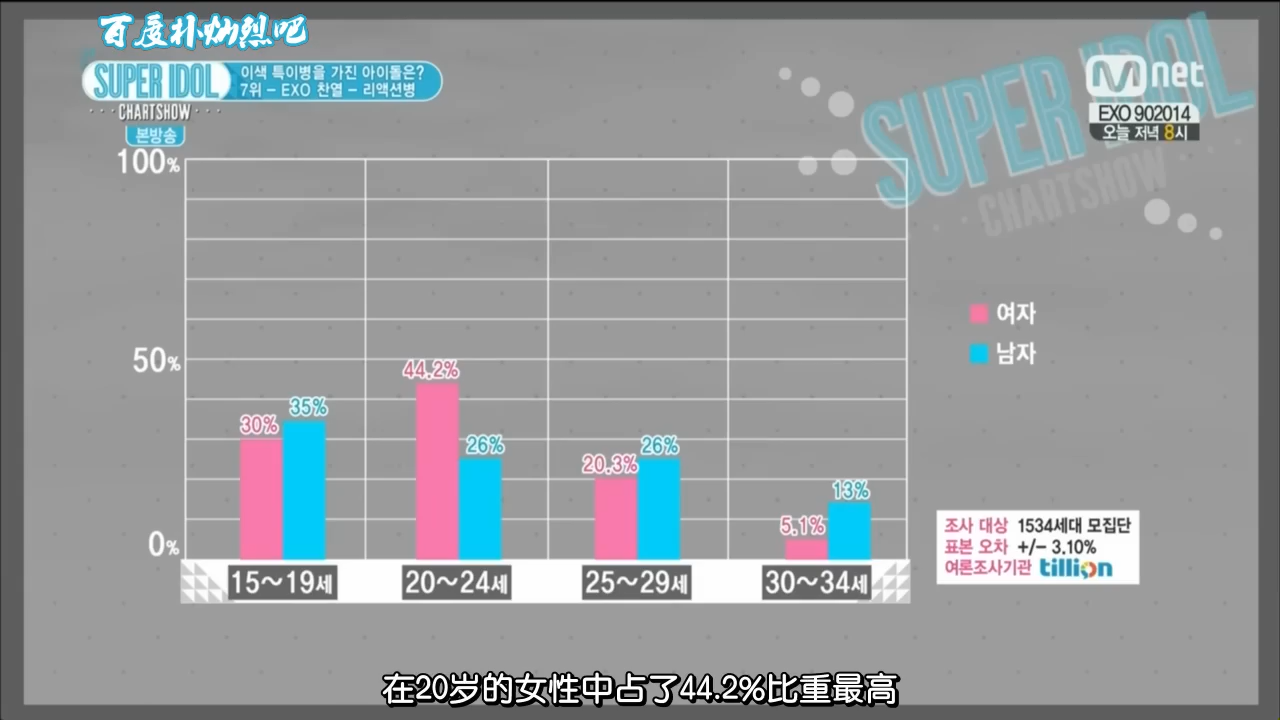 百度朴灿烈吧
SUPER IDOL
CHARTSHOW
본방송
이색 특이병을 가진 아이돌은?
7위 - EXO 찬열 - 리액션병
Mnet
EXO 902014
오늘 저녁 8시
SUPER IDOL
CHARTSHOW
100%
50%
0%
30%
35%
44.2%
26%
20.3%
26%
5.1%
13%
15~19세
20~24세
25~29세
30~34세
여자
남자
조사 대상 1534세대 모집단
표본 오차 +/- 3.10%
여론조사기관 tillion
在20岁的女性中占了44.2%比重最高